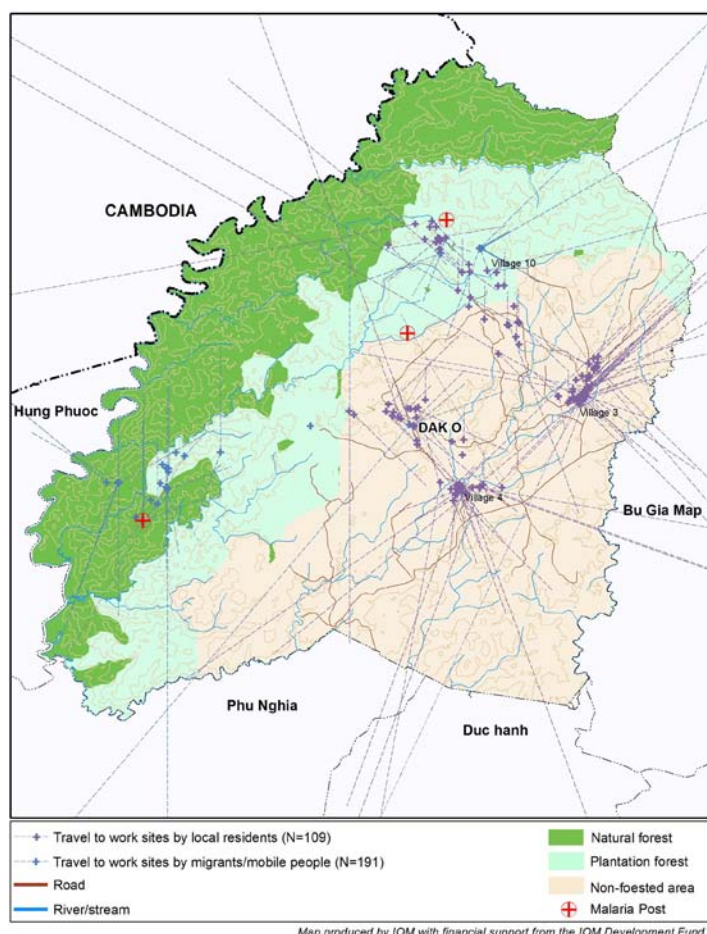 CAMBODIA
Village 10
Hung Phuoc
Village 3
DAK O
Village 4
Bu Gia Map
Phu Nghia
Duc hanh
Travel to work sites by local residents (N=109)
Travel to work sites by migrants/mobile people (N=191)
Road
River/stream
Natural forest
Plantation forest
Non-foested area
Malaria Post
Map produced by IOM with financial support from the IOM Development Fund